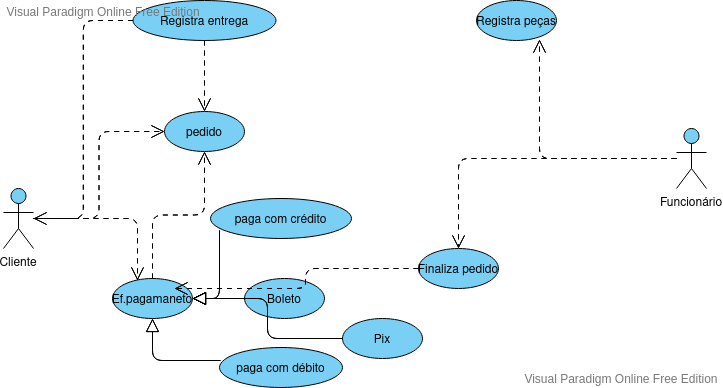 Visual Paradigm Online Free Edition
Registra entrega
Registra peças
pedido
Funcionário
paga com crédito
Cliente
Finaliza pedido
Ef.pagamaneto
Boleto
Pix
paga com débito
Visual Paradigm Online Free Edition